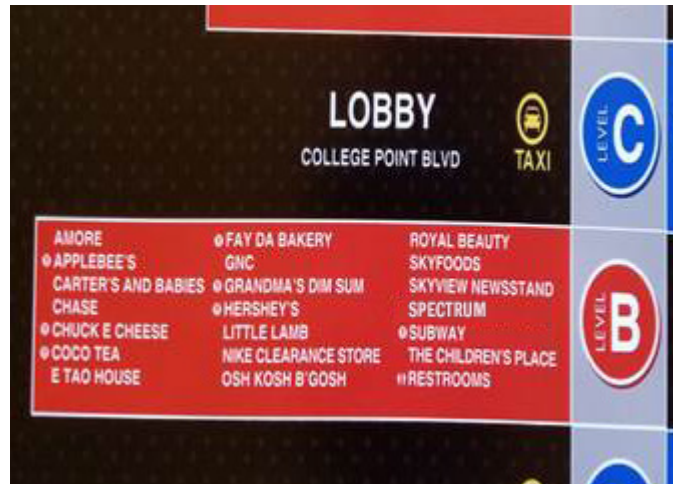 LOBBY
COLLEGE POINT BLVD
TAXI
LEVEL C
AMORE
APPLEBEE'S
CARTER'S AND BABIES
CHASE
CHUCK E CHEESE
COCO TEA
E TAO HOUSE
FAY DA BAKERY
GNC
GRANDMA'S DIM SUM
HERSHEY'S
LITTLE LAMB
NIKE CLEARANCE STORE
OSH KOSH B'GOSH
ROYAL BEAUTY
SKYFOODS
SKYVIEW NEWSSTAND
SPECTRUM
SUBWAY
THE CHILDREN'S PLACE
RESTROOMS
LEVEL B